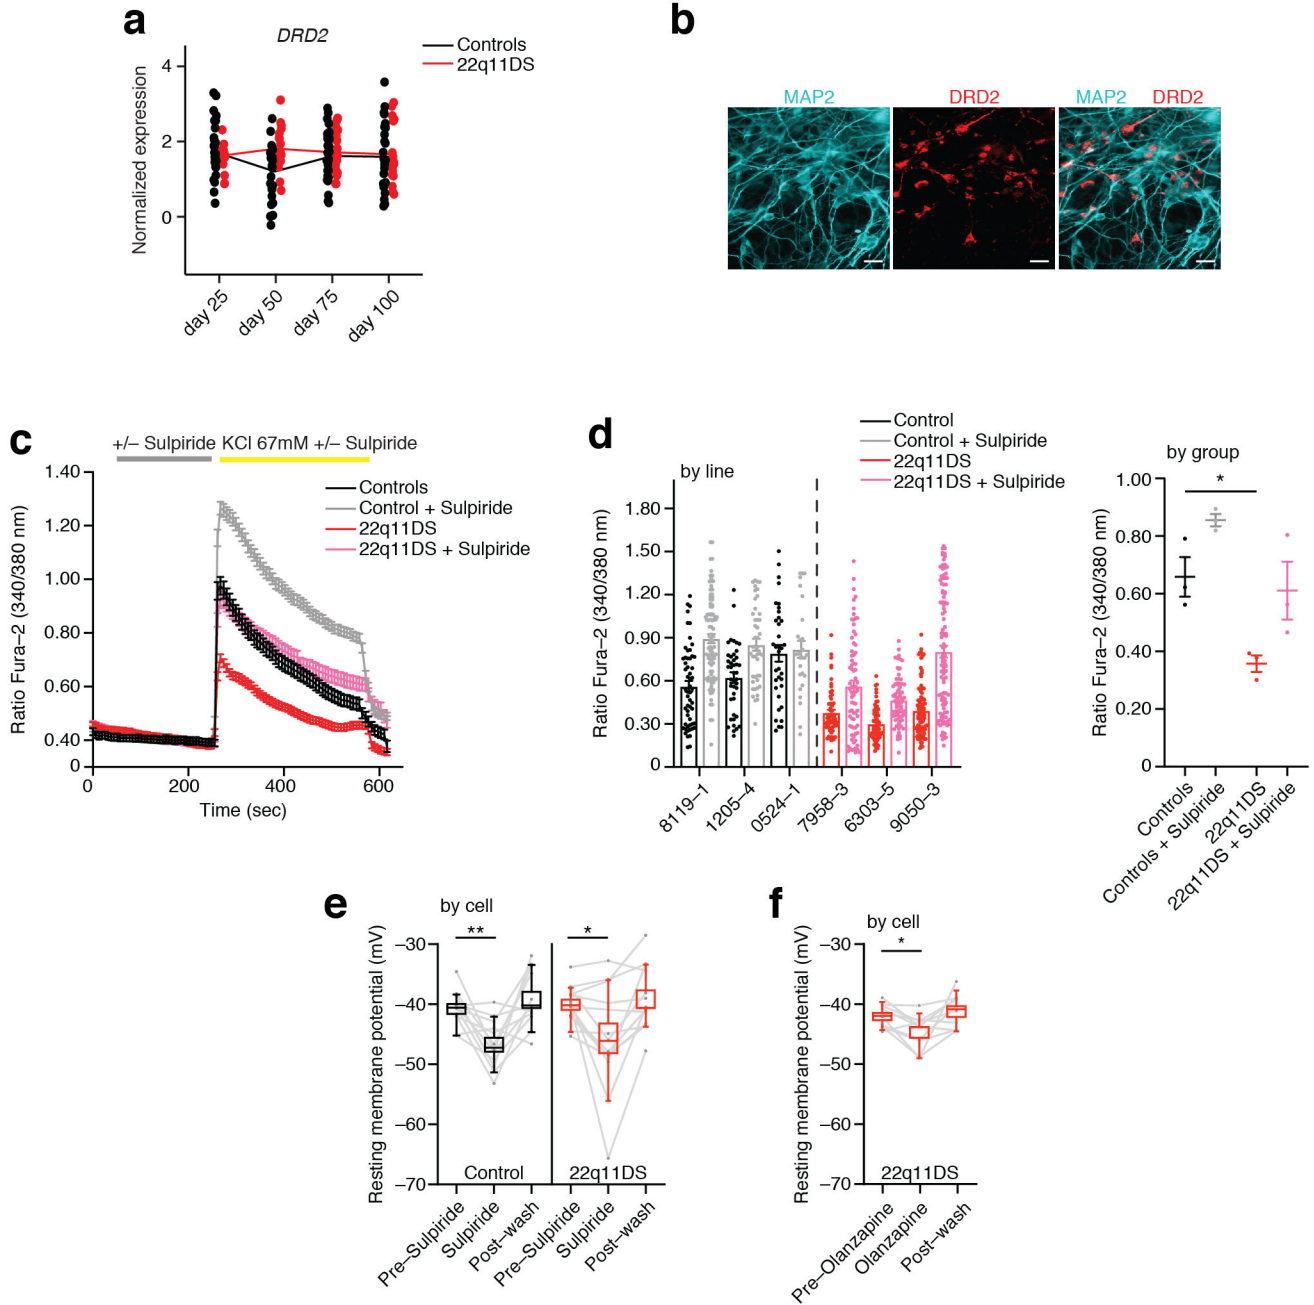 a
DRD2
Controls
22q11DS
Normalized expression
4
2
0
day 25
day 50
day 75
day 100
b
MAP2
DRD2
MAP2 DRD2
c
+/– Sulpiride KCl 67mM +/– Sulpiride
Controls
Control + Sulpiride
22q11DS
22q11DS + Sulpiride
Ratio Fura–2 (340/380 nm)
1.40
1.20
1.00
0.80
0.60
0.40
0
0
200
400
600
Time (sec)
d
by line
Control
Control + Sulpiride
22q11DS
22q11DS + Sulpiride
Ratio Fura–2 (340/380 nm)
1.80
1.50
1.20
0.90
0.60
0.30
0
8119–1
1205–4
0524–1
7958–3
6303–5
9050–3
by group
*
Ratio Fura–2 (340/380 nm)
1.00
0.80
0.60
0.40
0.20
0
Controls
Controls + Sulpiride
22q11DS
22q11DS + Sulpiride
e
by cell
**
*
Resting membrane potential (mV)
–30
–40
–50
–60
–70
Control
22q11DS
Pre–Sulpiride
Sulpiride
Post–wash
Pre–Sulpiride
Sulpiride
Post–wash
f
by cell
*
Resting membrane potential (mV)
–30
–40
–50
–60
–70
22q11DS
Pre–Olanzapine
Olanzapine
Post–wash